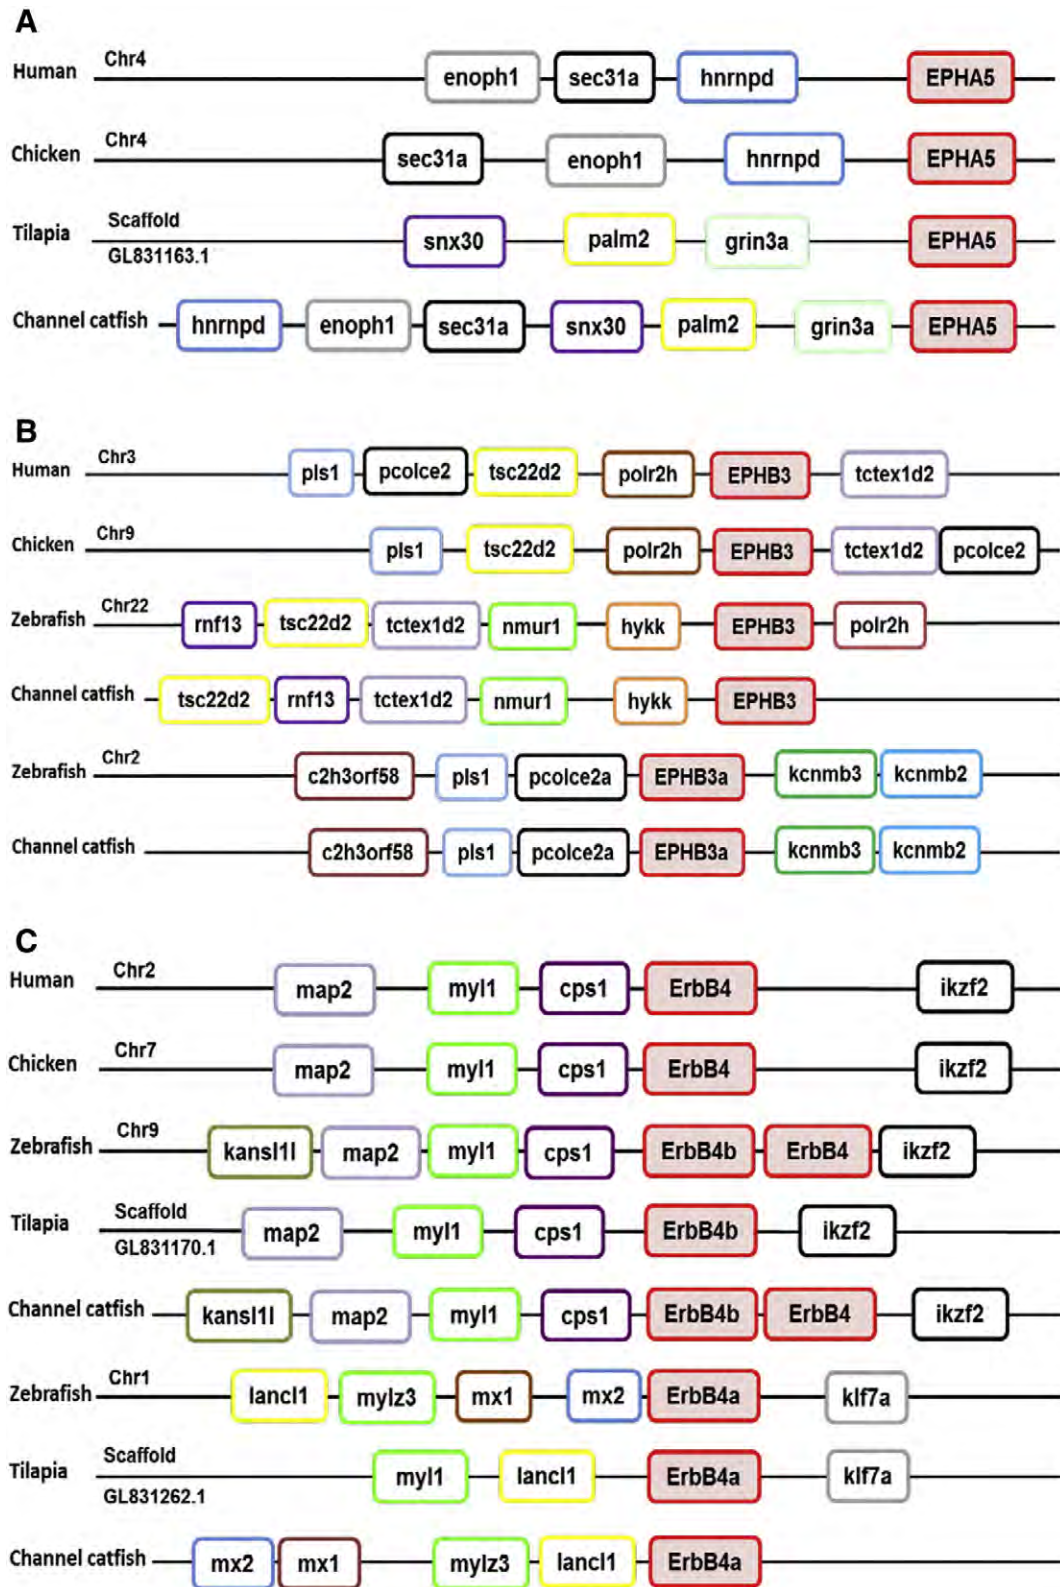 A
Human Chr4 enoph1 sec31a hnrnpd EPHA5
Chicken Chr4 sec31a enoph1 hnrnpd EPHA5
Tilapia Scaffold GL831163.1 snx30 palm2 grin3a EPHA5
Channel catfish hnrnpd enoph1 sec31a snx30 palm2 grin3a EPHA5
B
Human Chr3 pls1 pcolce2 tsc22d2 polr2h EPHB3 tctex1d2
Chicken Chr9 pls1 tsc22d2 polr2h EPHB3 tctex1d2 pcolce2
Zebrafish Chr22 rnf13 tsc22d2 tctex1d2 nmur1 hykk EPHB3 polr2h
Channel catfish tsc22d2 rnf13 tctex1d2 nmur1 hykk EPHB3
Zebrafish Chr2 c2h3orf58 pls1 pcolce2a EPHB3a kcnmb3 kcnmb2
Channel catfish c2h3orf58 pls1 pcolce2a EPHB3a kcnmb3 kcnmb2
C
Human Chr2 map2 myl1 cps1 ErbB4 ikzf2
Chicken Chr7 map2 myl1 cps1 ErbB4 ikzf2
Zebrafish Chr9 kansl1l map2 myl1 cps1 ErbB4b ErbB4 ikzf2
Tilapia Scaffold GL831170.1 map2 myl1 cps1 ErbB4b ikzf2
Channel catfish kansl1l map2 myl1 cps1 ErbB4b ErbB4 ikzf2
Zebrafish Chr1 lancl1 mylz3 mx1 mx2 ErbB4a klf7a
Tilapia Scaffold GL831262.1 myl1 lancl1 ErbB4a klf7a
Channel catfish mx2 mx1 mylz3 lancl1 ErbB4a